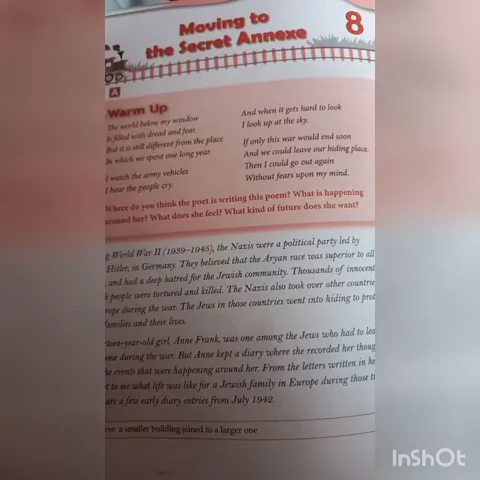 Moving to
the Secret Annexe
8
A
Warm Up
The world below my window
Is filled with dread and fear.
But it is still different from the place
In which we spent one long year.
I watch the army vehicles
I hear the people cry.
And when it gets hard to look
I look up at the sky.
If only this war would end soon
And we could leave our hiding place.
Then I could go out again
Without fears upon my mind.
Where do you think the poet is writing this poem? What is happening
around her? What does she feel? What kind of future does she want?
World War II (1939–1945), the Nazis were a political party led by
Hitler, in Germany. They believed that the Aryan race was superior to all
and had a deep hatred for the Jewish community. Thousands of innocent
people were tortured and killed. The Nazis also took over other
during the war. The Jews in those countries went into hiding to
families and their lives.
girl, Anne Frank, was one among the Jews who had to
during the war. But Anne kept a diary where she recorded her
events that were happening around her. From the letters written in
to see what life was like for a Jewish family in Europe during those
are a few early diary entries from July 1942.
a smaller building joined to a larger one
InShOt